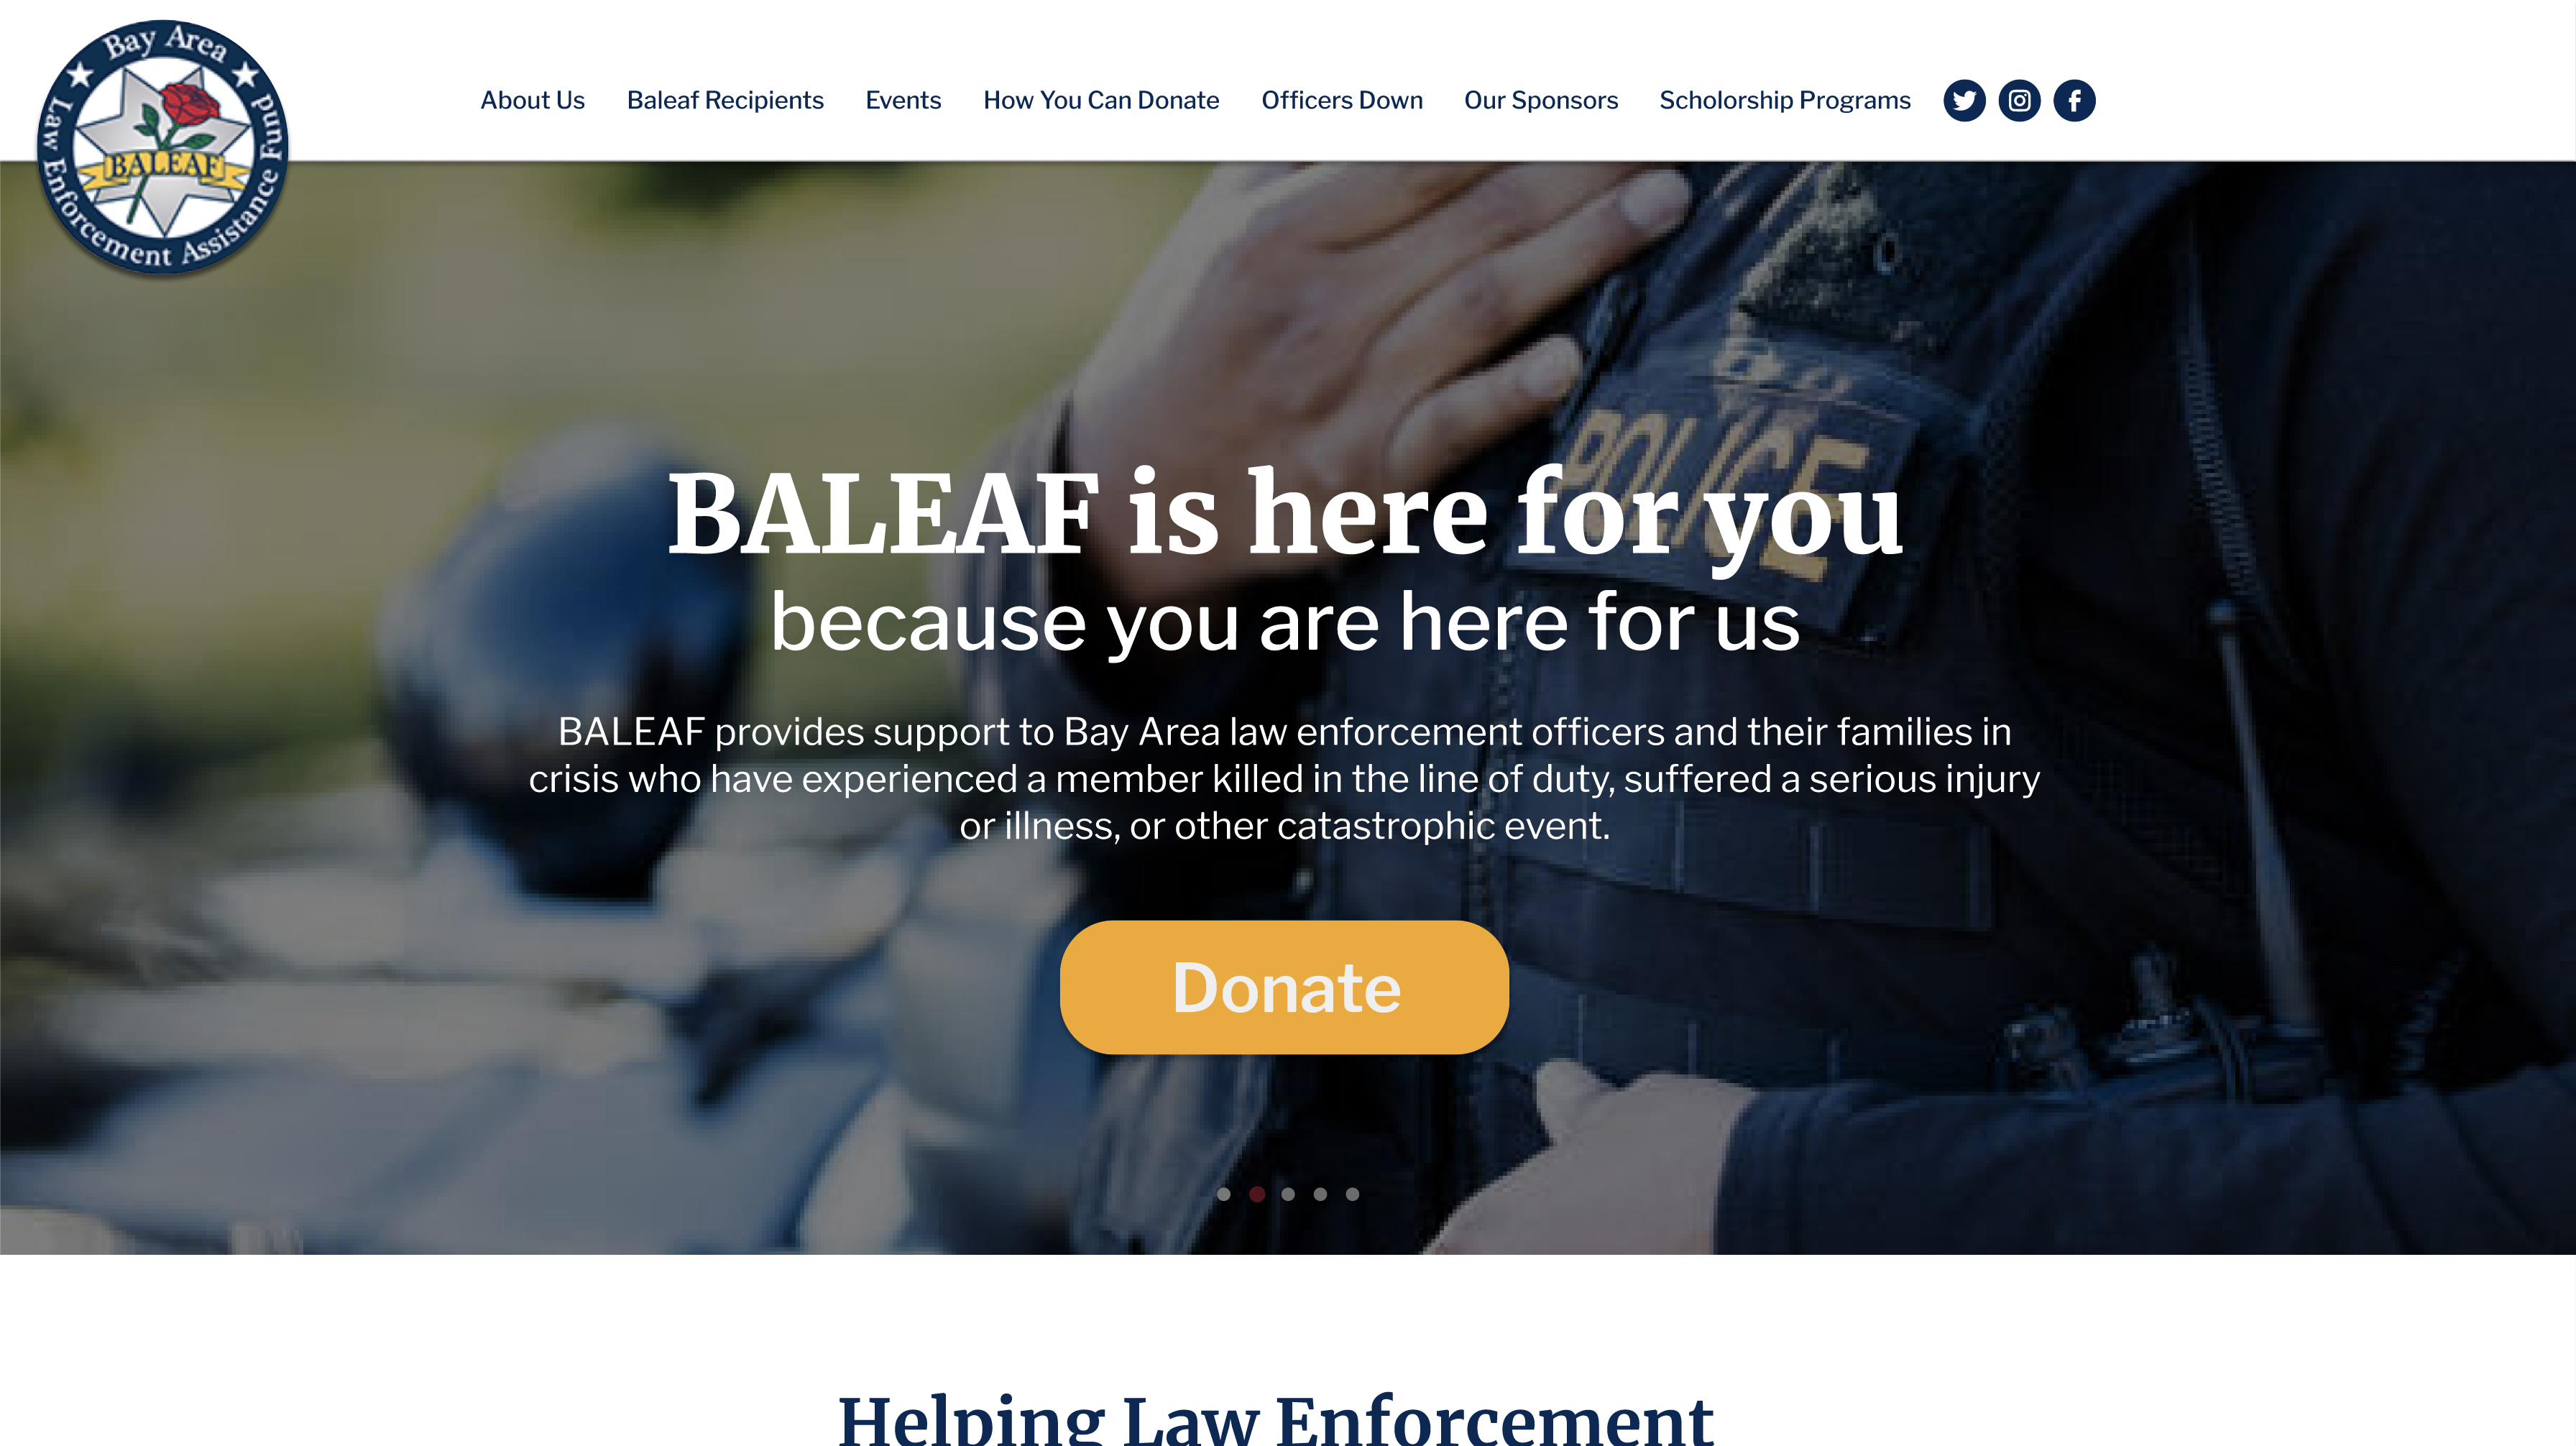 Bay Area
Law Enforcement Assistance Fund
BALEAF
About Us Baleaf Recipients Events How You Can Donate Officers Down Our Sponsors Scholorship Programs
POLICE
BALEAF is here for you
because you are here for us
BALEAF provides support to Bay Area law enforcement officers and their families in
crisis who have experienced a member killed in the line of duty, suffered a serious injury
or illness, or other catastrophic event.
Donate
Helping Law Enforcement